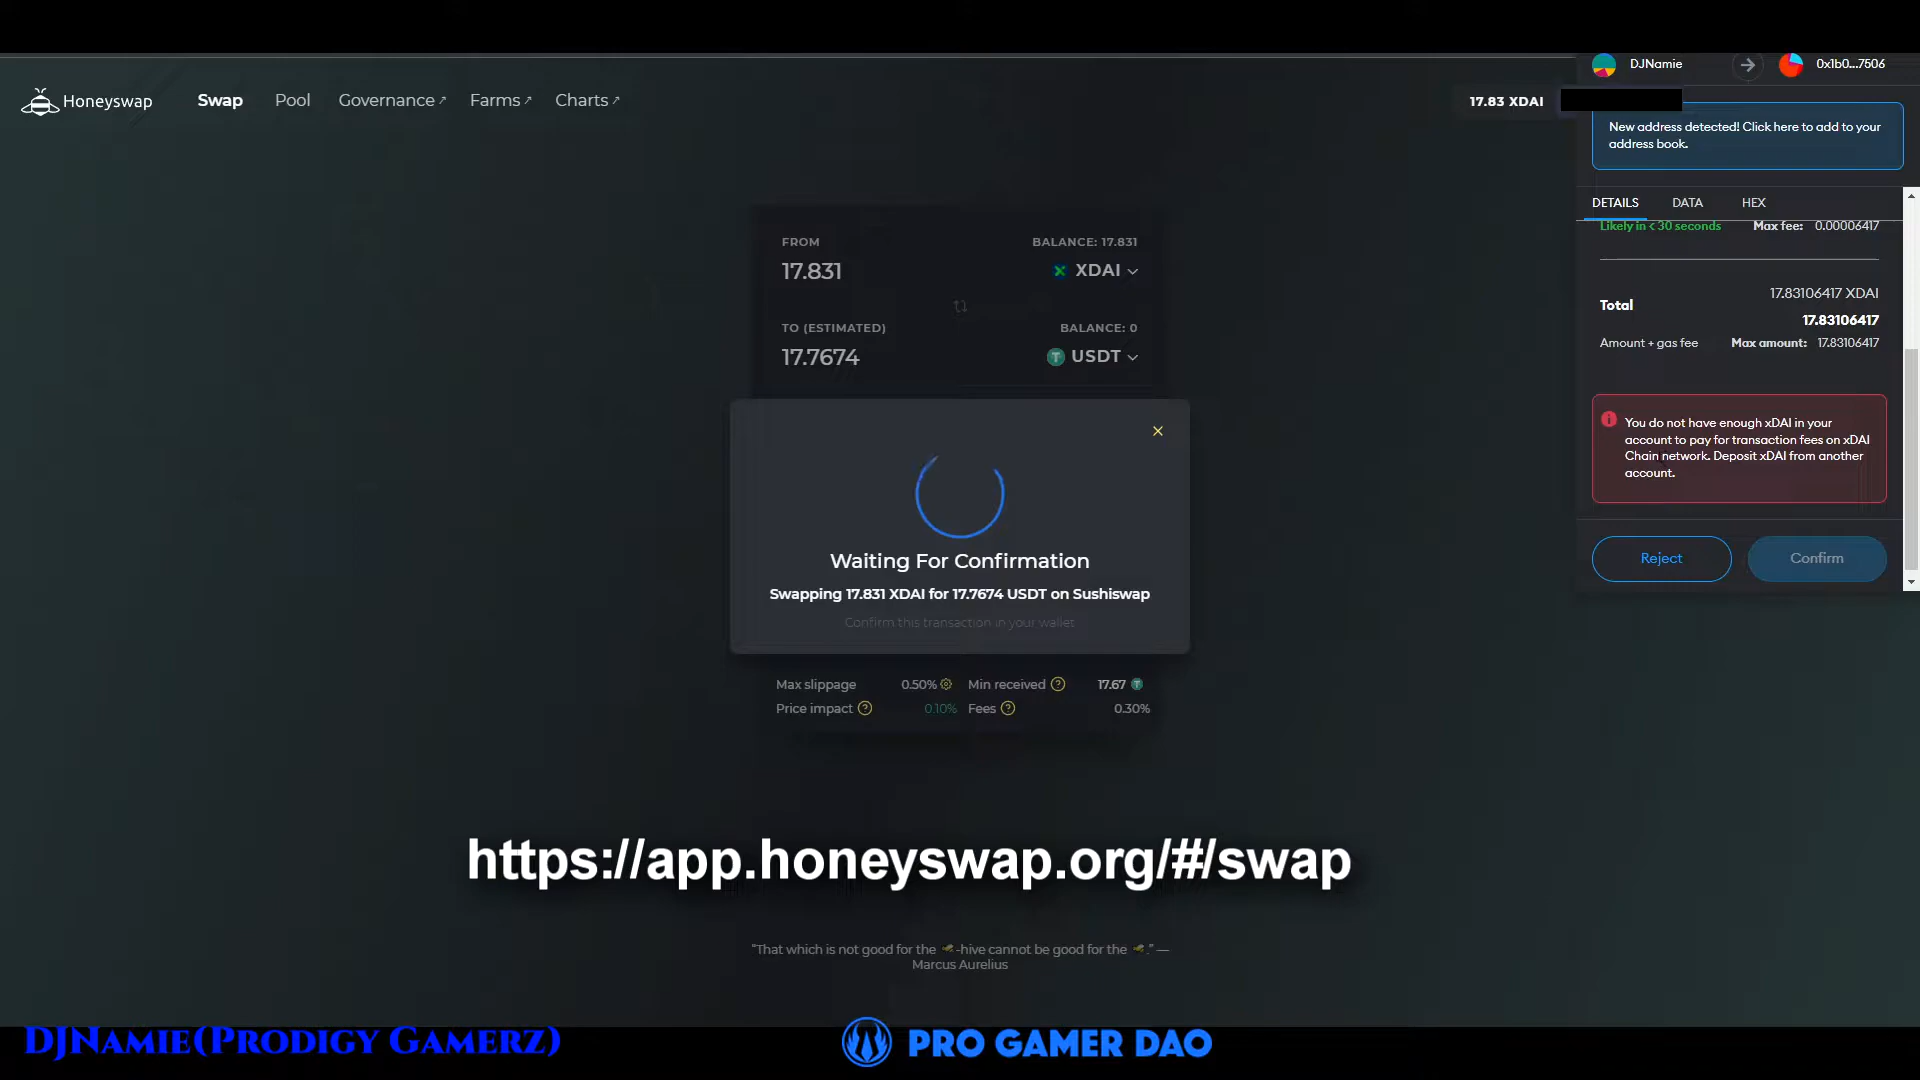 DJNamie
0x1b0...7506
Honeyswap
Swap
Pool
Governance↗
Farms↗
Charts↗
17.83 XDAI
New address detected! Click here to add to your
address book.
DETAILS
DATA
HEX
Likely in < 30 seconds
Max fee: 0.00006417
Total
17.83106417 XDAI
17.83106417
Amount + gas fee
Max amount: 17.83106417
You do not have enough xDAI in your
account to pay for transaction fees on xDAI
Chain network. Deposit xDAI from another
account.
Reject
Confirm
FROM
BALANCE: 17.831
17.831
XDAI
TO (ESTIMATED)
BALANCE: 0
17.7674
USDT
Waiting For Confirmation
Swapping 17.831 XDAI for 17.7674 USDT on Sushiswap
Confirm this transaction in your wallet
Max slippage
0.50%
Min received
17.67
Price impact
0.10%
Fees
0.30%
https://app.honeyswap.org/#/swap
"That which is not good for the 🐝-hive cannot be good for the 🐝." —
Marcus Aurelius
DJNamie(Prodigy Gamerz)
PRO GAMER DAO